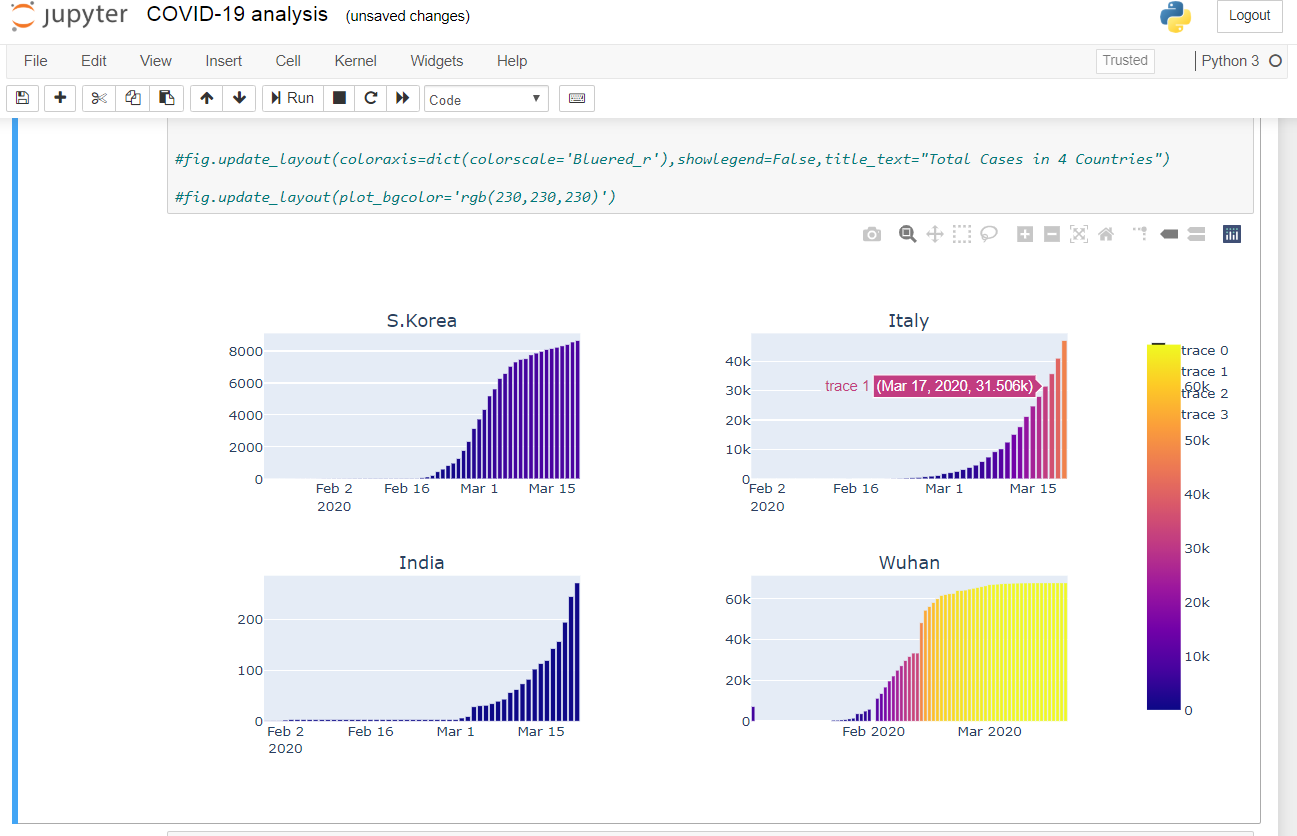 jupyter COVID-19 analysis (unsaved changes) Logout
File Edit View Insert Cell Kernel Widgets Help Trusted Python 3
Run Code
#fig.update_layout(coloraxis=dict(colorscale='Bluered_r'),showlegend=False,title_text="Total Cases in 4 Countries")
#fig.update_layout(plot_bgcolor='rgb(230,230,230)')
S.Korea
8000
6000
4000
2000
0
Feb 2 Feb 16 Mar 1 Mar 15
2020
Italy
40k
30k
20k
10k
0
trace 1 (Mar 17, 2020, 31.506k)
Feb 2 Feb 16 Mar 1 Mar 15
2020
India
200
100
0
Feb 2 Feb 16 Mar 1 Mar 15
2020
Wuhan
60k
40k
20k
0
Feb 2020 Mar 2020
trace 0
trace 1
60k
trace 2
trace 3
50k
40k
30k
20k
10k
0